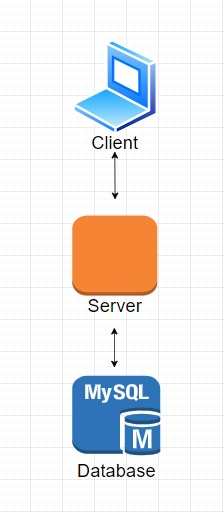 Client
Server
MySQL
M
Database